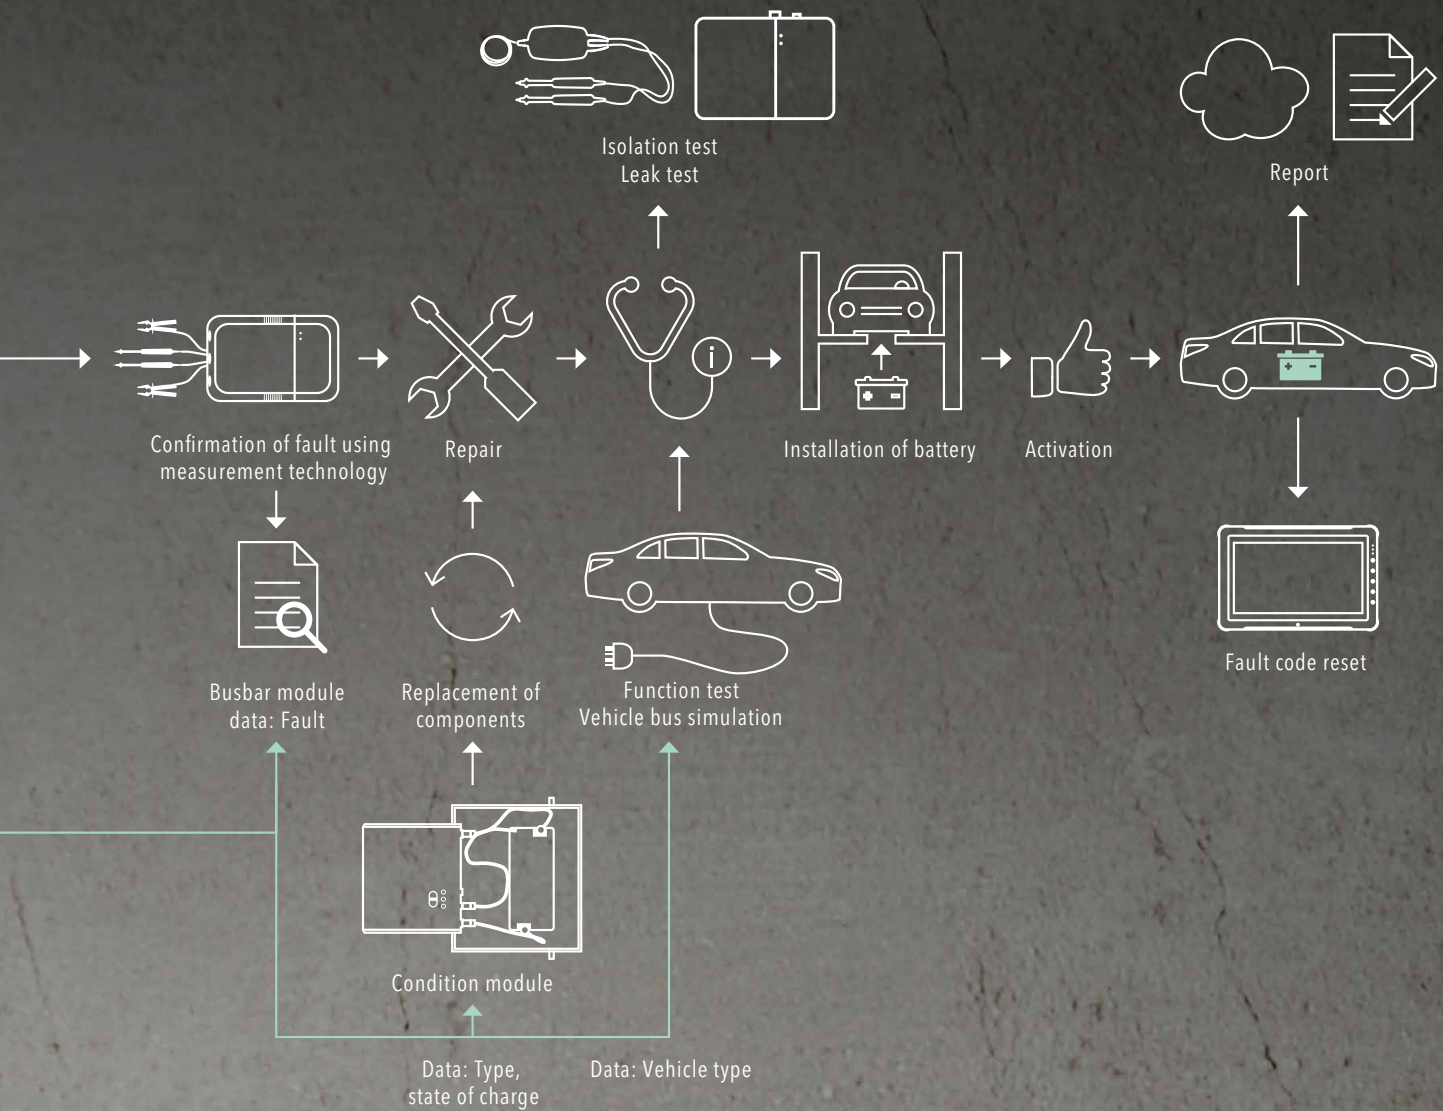 Isolation test
Leak test
Report
Confirmation of fault using
measurement technology
Repair
i
Installation of battery
Activation
Busbar module
data: Fault
Replacement of
components
Function test
Vehicle bus simulation
Fault code reset
Condition module
Data: Type,
state of charge
Data: Vehicle type